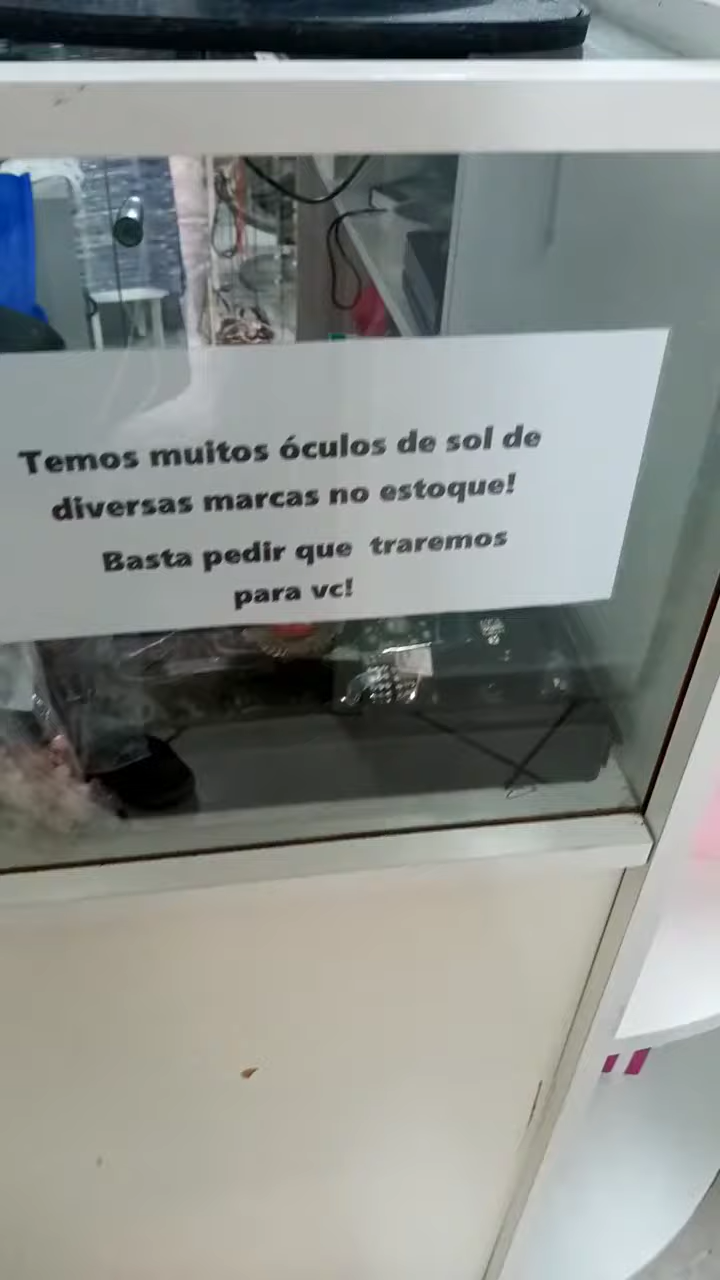 Temos muitos óculos de sol de
diversas marcas no estoque!
Basta pedir que traremos
para vc!